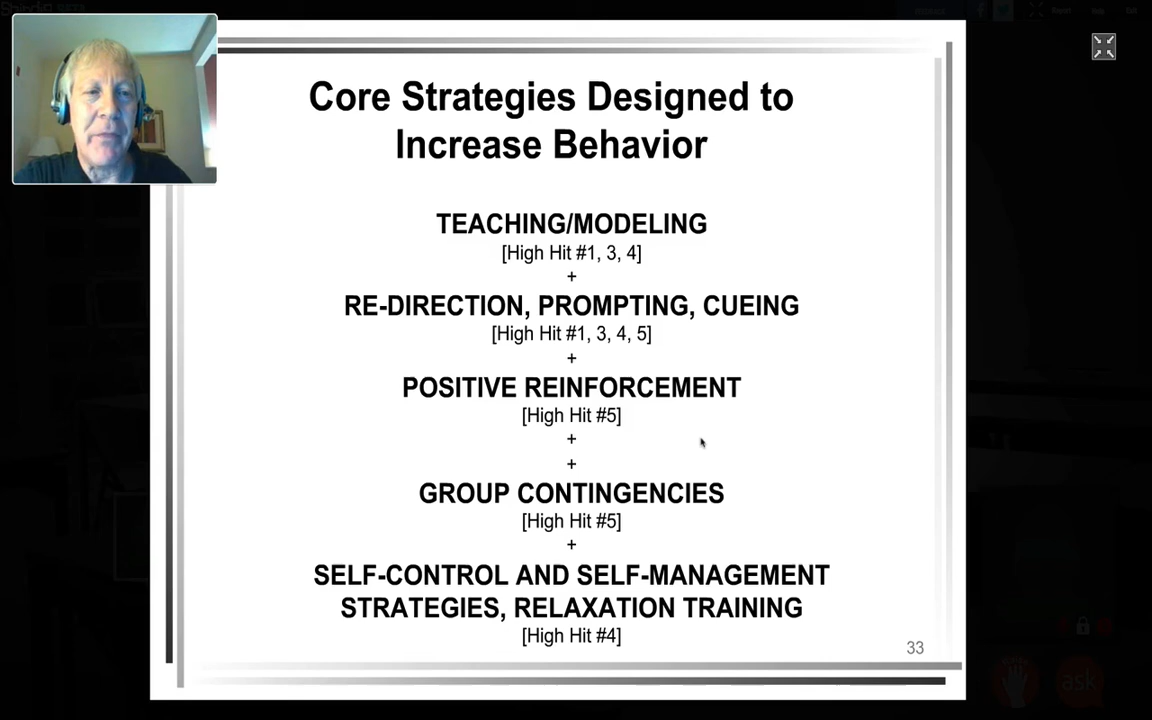 Core Strategies Designed to
Increase Behavior
TEACHING/MODELING
[High Hit #1, 3, 4]
+
RE-DIRECTION, PROMPTING, CUEING
[High Hit #1, 3, 4, 5]
+
POSITIVE REINFORCEMENT
[High Hit #5]
+
+
GROUP CONTINGENCIES
[High Hit #5]
+
SELF-CONTROL AND SELF-MANAGEMENT
STRATEGIES, RELAXATION TRAINING
[High Hit #4]
33
ask